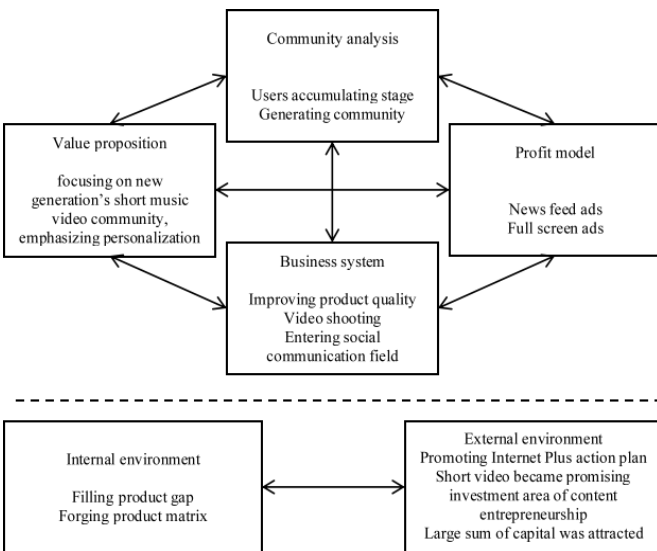 Community analysis
Users accumulating stage
Generating community
Value proposition
focusing on new
generation's short music
video community,
emphasizing personalization
Profit model
News feed ads
Full screen ads
Business system
Improving product quality
Video shooting
Entering social
communication field
Internal environment
Filling product gap
Forging product matrix
External environment
Promoting Internet Plus action plan
Short video became promising
investment area of content
entrepreneurship
Large sum of capital was attracted